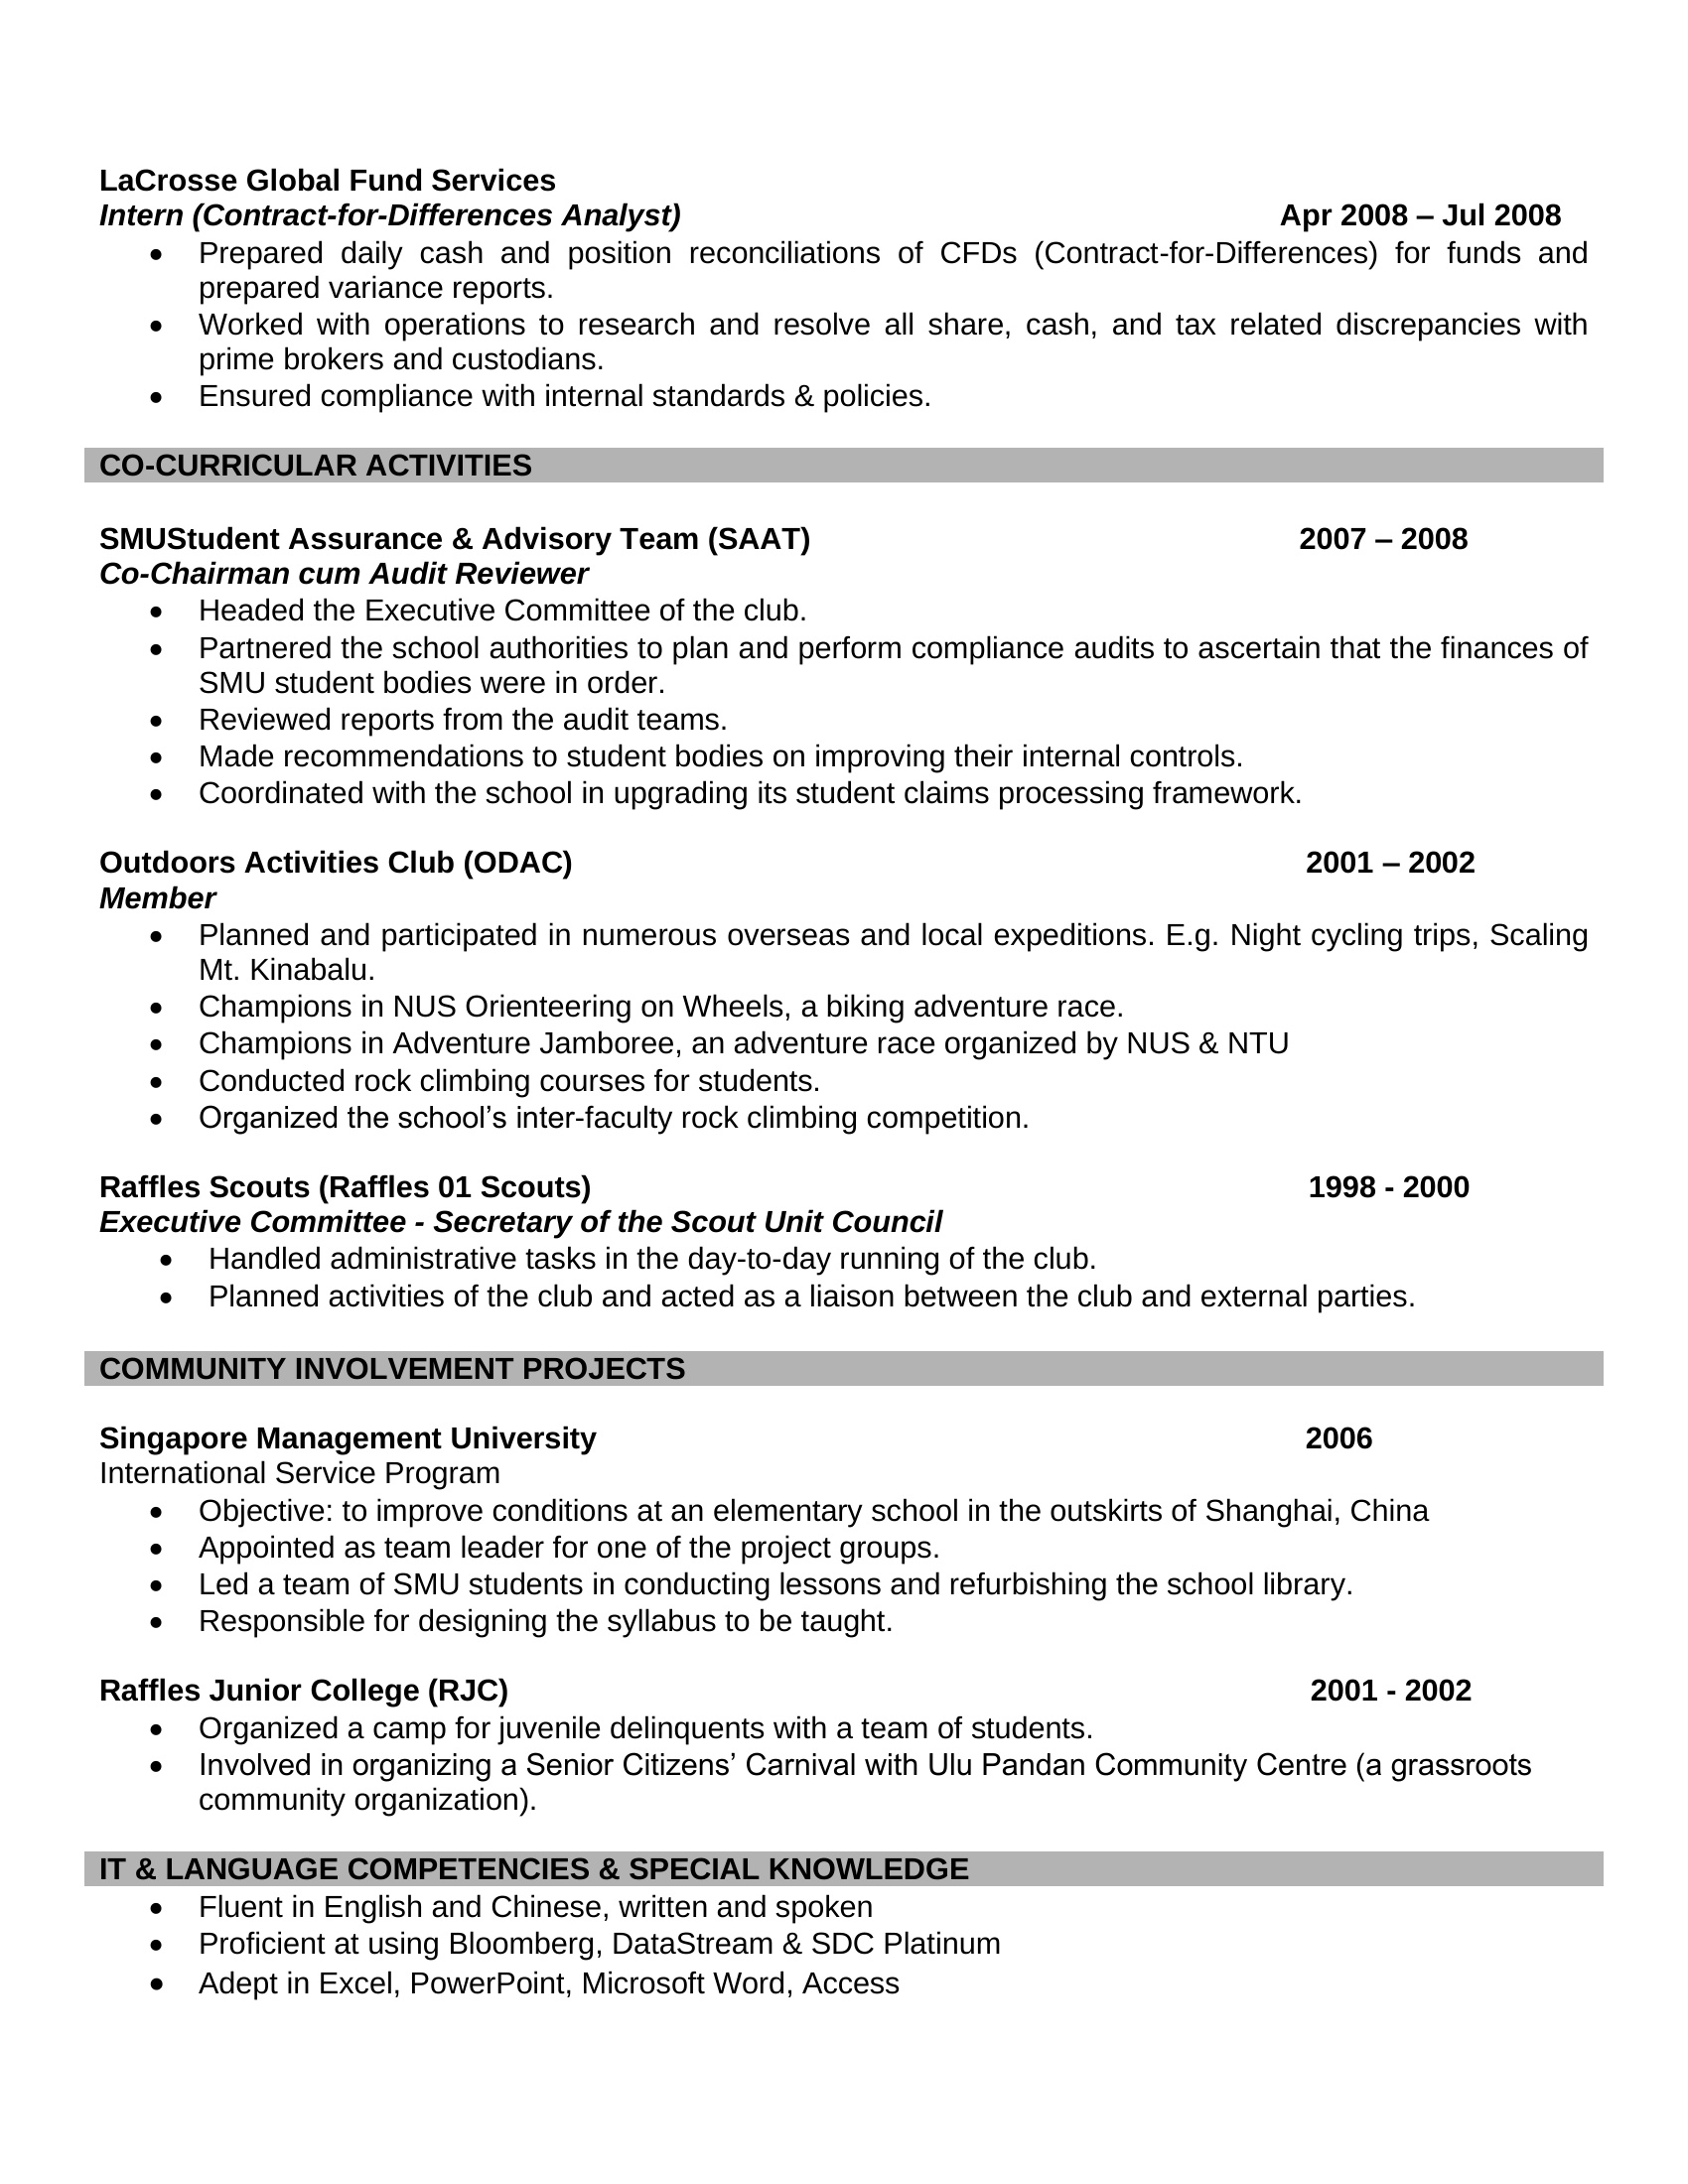 LaCrosse Global Fund Services
Intern (Contract-for-Differences Analyst) Apr 2008 – Jul 2008
• Prepared daily cash and position reconciliations of CFDs (Contract-for-Differences) for funds and
prepared variance reports.
• Worked with operations to research and resolve all share, cash, and tax related discrepancies with
prime brokers and custodians.
• Ensured compliance with internal standards & policies.
CO-CURRICULAR ACTIVITIES
SMUStudent Assurance & Advisory Team (SAAT) 2007 – 2008
Co-Chairman cum Audit Reviewer
• Headed the Executive Committee of the club.
• Partnered the school authorities to plan and perform compliance audits to ascertain that the finances of
SMU student bodies were in order.
• Reviewed reports from the audit teams.
• Made recommendations to student bodies on improving their internal controls.
• Coordinated with the school in upgrading its student claims processing framework.
Outdoors Activities Club (ODAC) 2001 – 2002
Member
• Planned and participated in numerous overseas and local expeditions. E.g. Night cycling trips, Scaling
Mt. Kinabalu.
• Champions in NUS Orienteering on Wheels, a biking adventure race.
• Champions in Adventure Jamboree, an adventure race organized by NUS & NTU
• Conducted rock climbing courses for students.
• Organized the school’s inter-faculty rock climbing competition.
Raffles Scouts (Raffles 01 Scouts) 1998 - 2000
Executive Committee - Secretary of the Scout Unit Council
• Handled administrative tasks in the day-to-day running of the club.
• Planned activities of the club and acted as a liaison between the club and external parties.
COMMUNITY INVOLVEMENT PROJECTS
Singapore Management University 2006
International Service Program
• Objective: to improve conditions at an elementary school in the outskirts of Shanghai, China
• Appointed as team leader for one of the project groups.
• Led a team of SMU students in conducting lessons and refurbishing the school library.
• Responsible for designing the syllabus to be taught.
Raffles Junior College (RJC) 2001 - 2002
• Organized a camp for juvenile delinquents with a team of students.
• Involved in organizing a Senior Citizens’ Carnival with Ulu Pandan Community Centre (a grassroots
community organization).
IT & LANGUAGE COMPETENCIES & SPECIAL KNOWLEDGE
• Fluent in English and Chinese, written and spoken
• Proficient at using Bloomberg, DataStream & SDC Platinum
• Adept in Excel, PowerPoint, Microsoft Word, Access